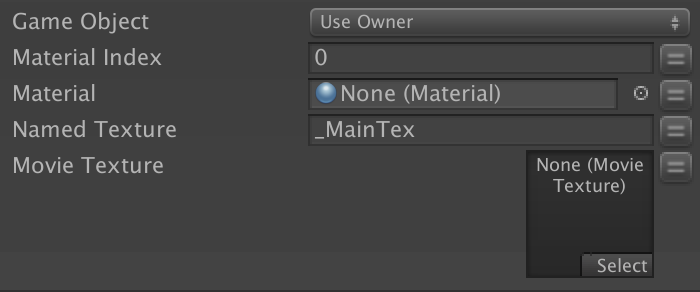 Game Object Use Owner
Material Index 0
Material None (Material)
Named Texture _MainTex
Movie Texture None (Movie
Texture)
Select